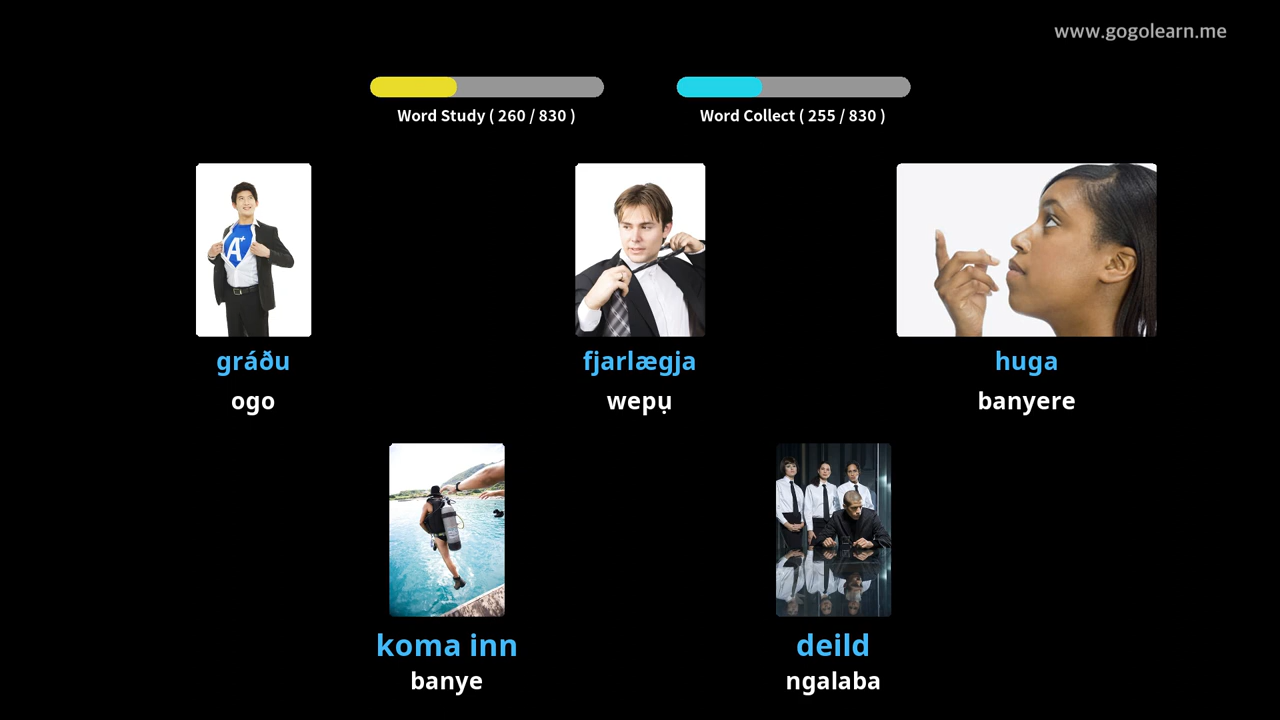 www.gogolearn.me
Word Study ( 260 / 830 )
Word Collect ( 255 / 830 )
A+
gráðu
fjarlægja
huga
ogo
wepụ
banyere
koma inn
deild
banye
ngalaba